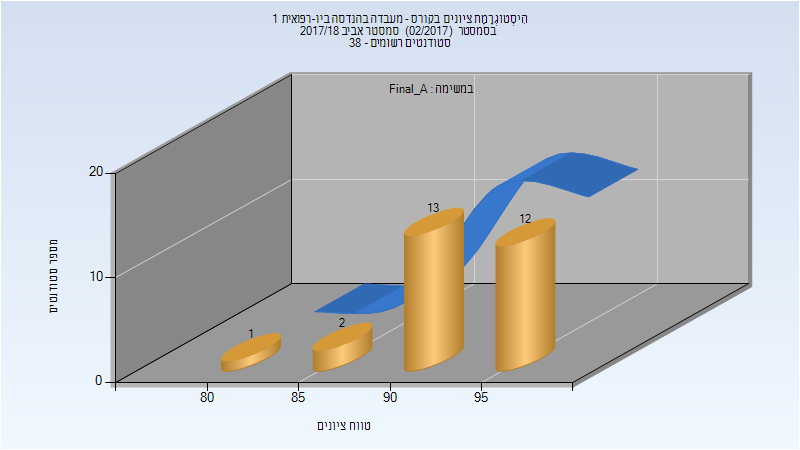 היסטוגרמת ציונים בקורס - מעבדה בהנדסה ביו-רפואית 1
בסמסטר (02/2017) סמסטר אביב 2017/18
סטודנטים רשומים - 38
במשימה : Final_A
מספר סטודנטים
20
10
0
1
2
13
12
80
85
90
95
טווח ציונים